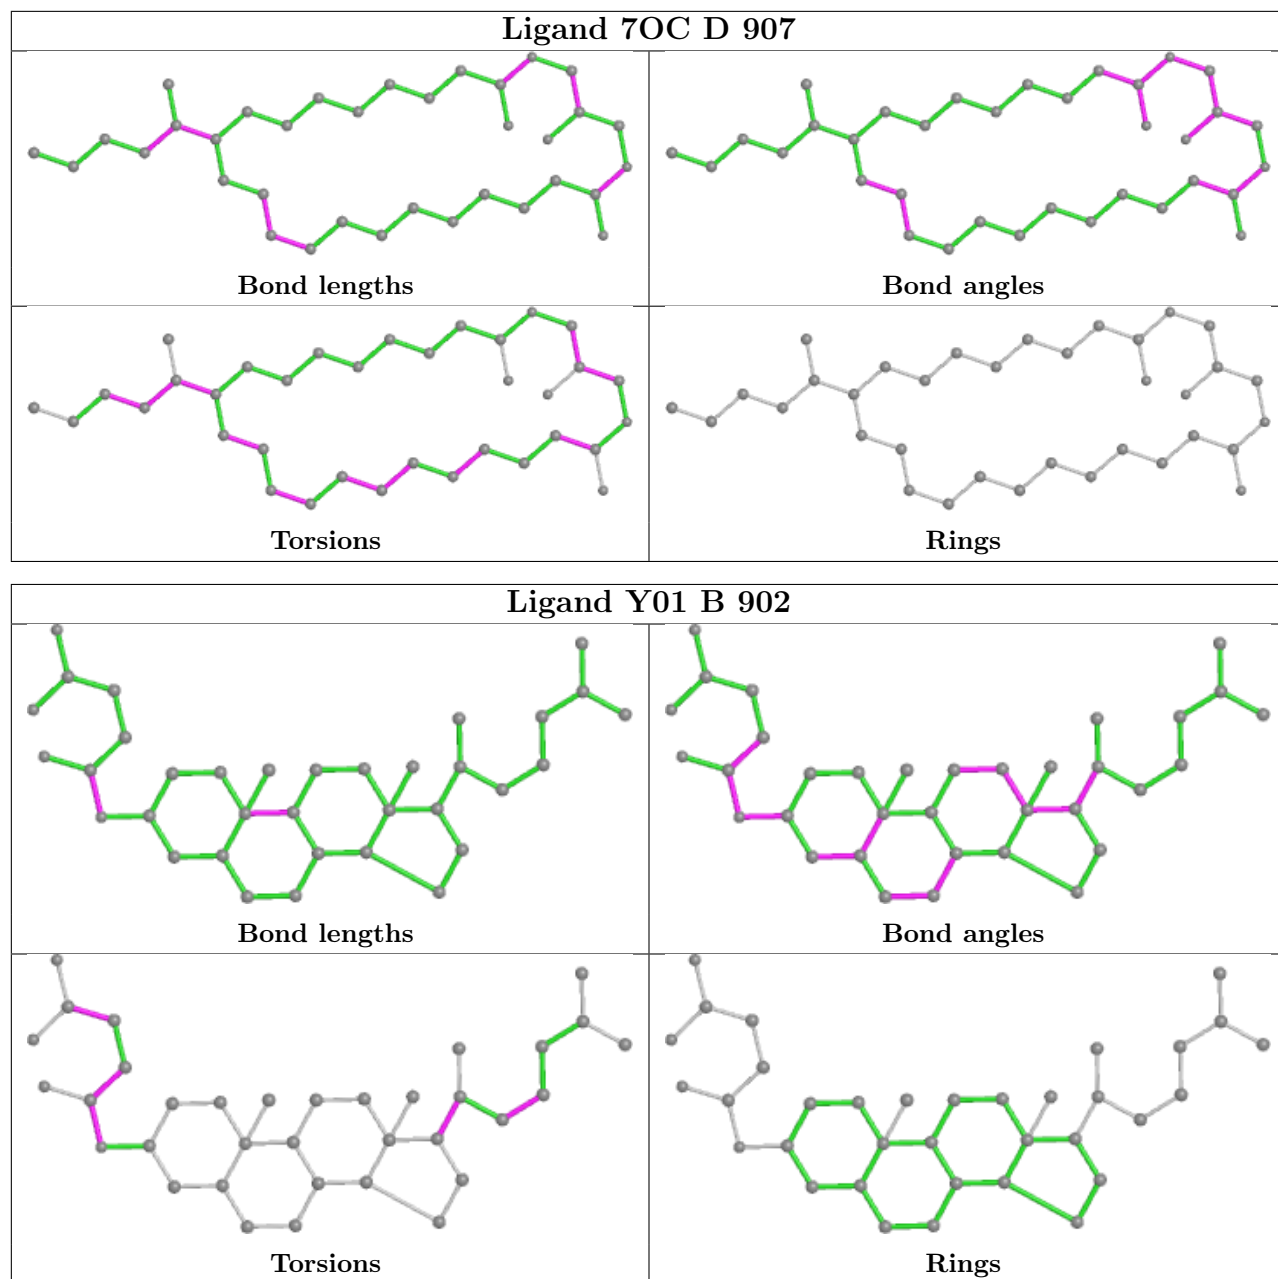 Ligand 7OC D 907
Bond lengths
Bond angles
Torsions
Rings
Ligand Y01 B 902
Bond lengths
Bond angles
Torsions
Rings